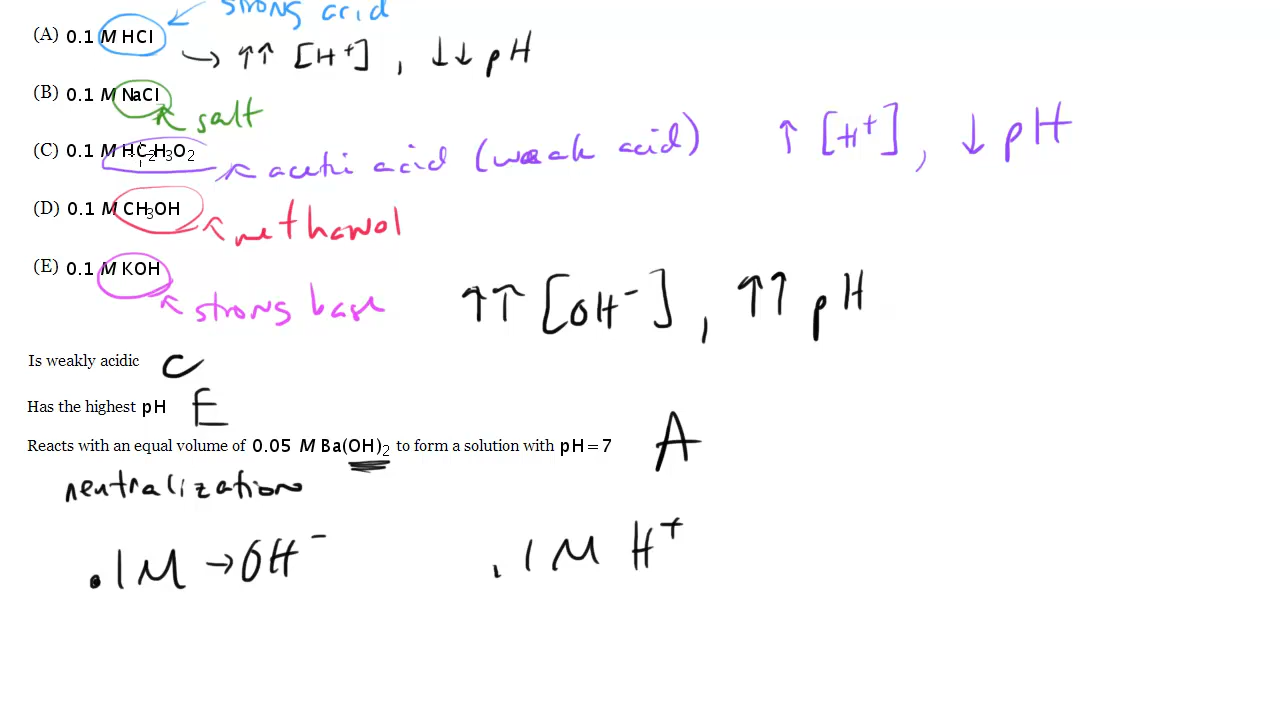 strong acid
(A) 0.1 M HCl
→ ↑↑ [H⁺], ↓↓ pH
(B) 0.1 M NaCl
salt
(C) 0.1 M HC₂H₃O₂
acetic acid (weak acid) ↑ [H⁺], ↓ pH
(D) 0.1 M CH₃OH
methanol
(E) 0.1 M KOH
strong base ↑↑ [OH⁻], ↑↑ pH
Is weakly acidic C
Has the highest pH E
Reacts with an equal volume of 0.05 M Ba(OH)₂ to form a solution with pH = 7 A
neutralization
.1M → OH⁻ .1M H⁺